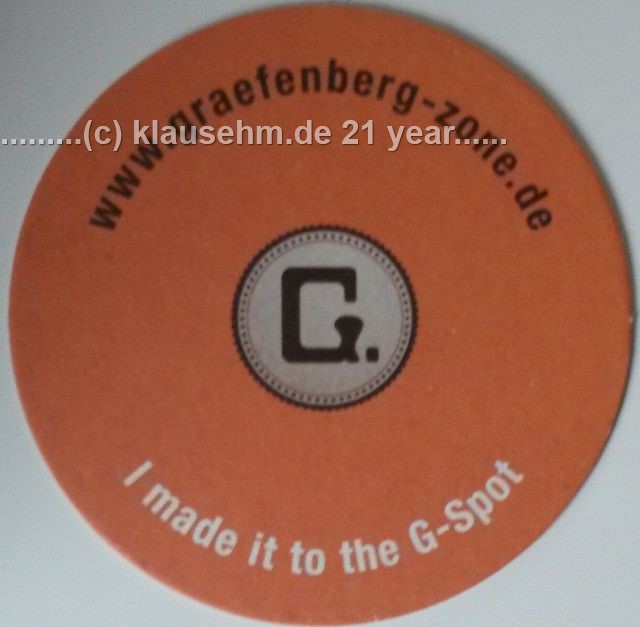 www.graefenberg-zone.de
.........(c) klausehm.de 21 year......
G.
I made it to the G-Spot